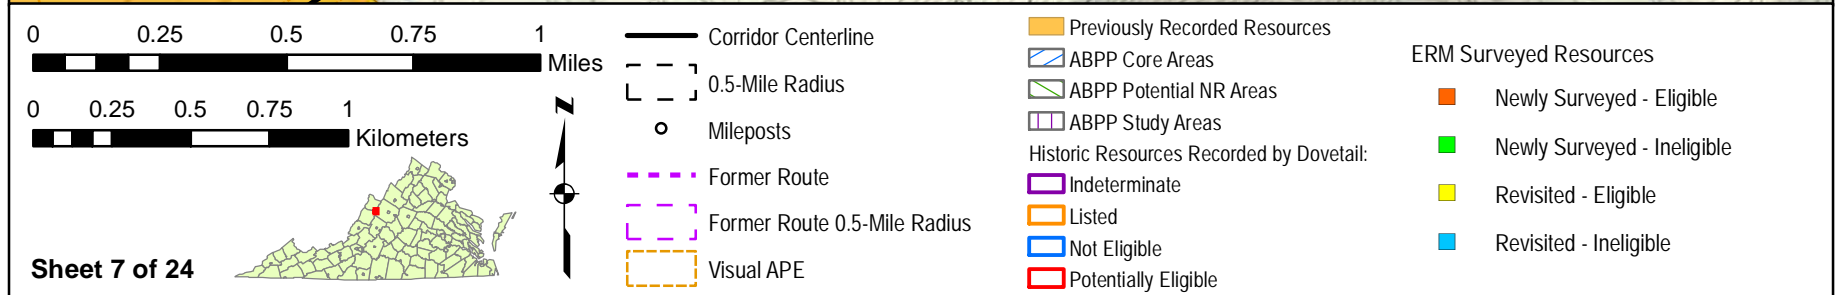 0 0.25 0.5 0.75 1
Miles
0 0.25 0.5 0.75 1
Kilometers
Sheet 7 of 24
N
Corridor Centerline
0.5-Mile Radius
Mileposts
Former Route
Former Route 0.5-Mile Radius
Visual APE
Previously Recorded Resources
ABPP Core Areas
ABPP Potential NR Areas
ABPP Study Areas
Historic Resources Recorded by Dovetail:
Indeterminate
Listed
Not Eligible
Potentially Eligible
ERM Surveyed Resources
Newly Surveyed - Eligible
Newly Surveyed - Ineligible
Revisited - Eligible
Revisited - Ineligible